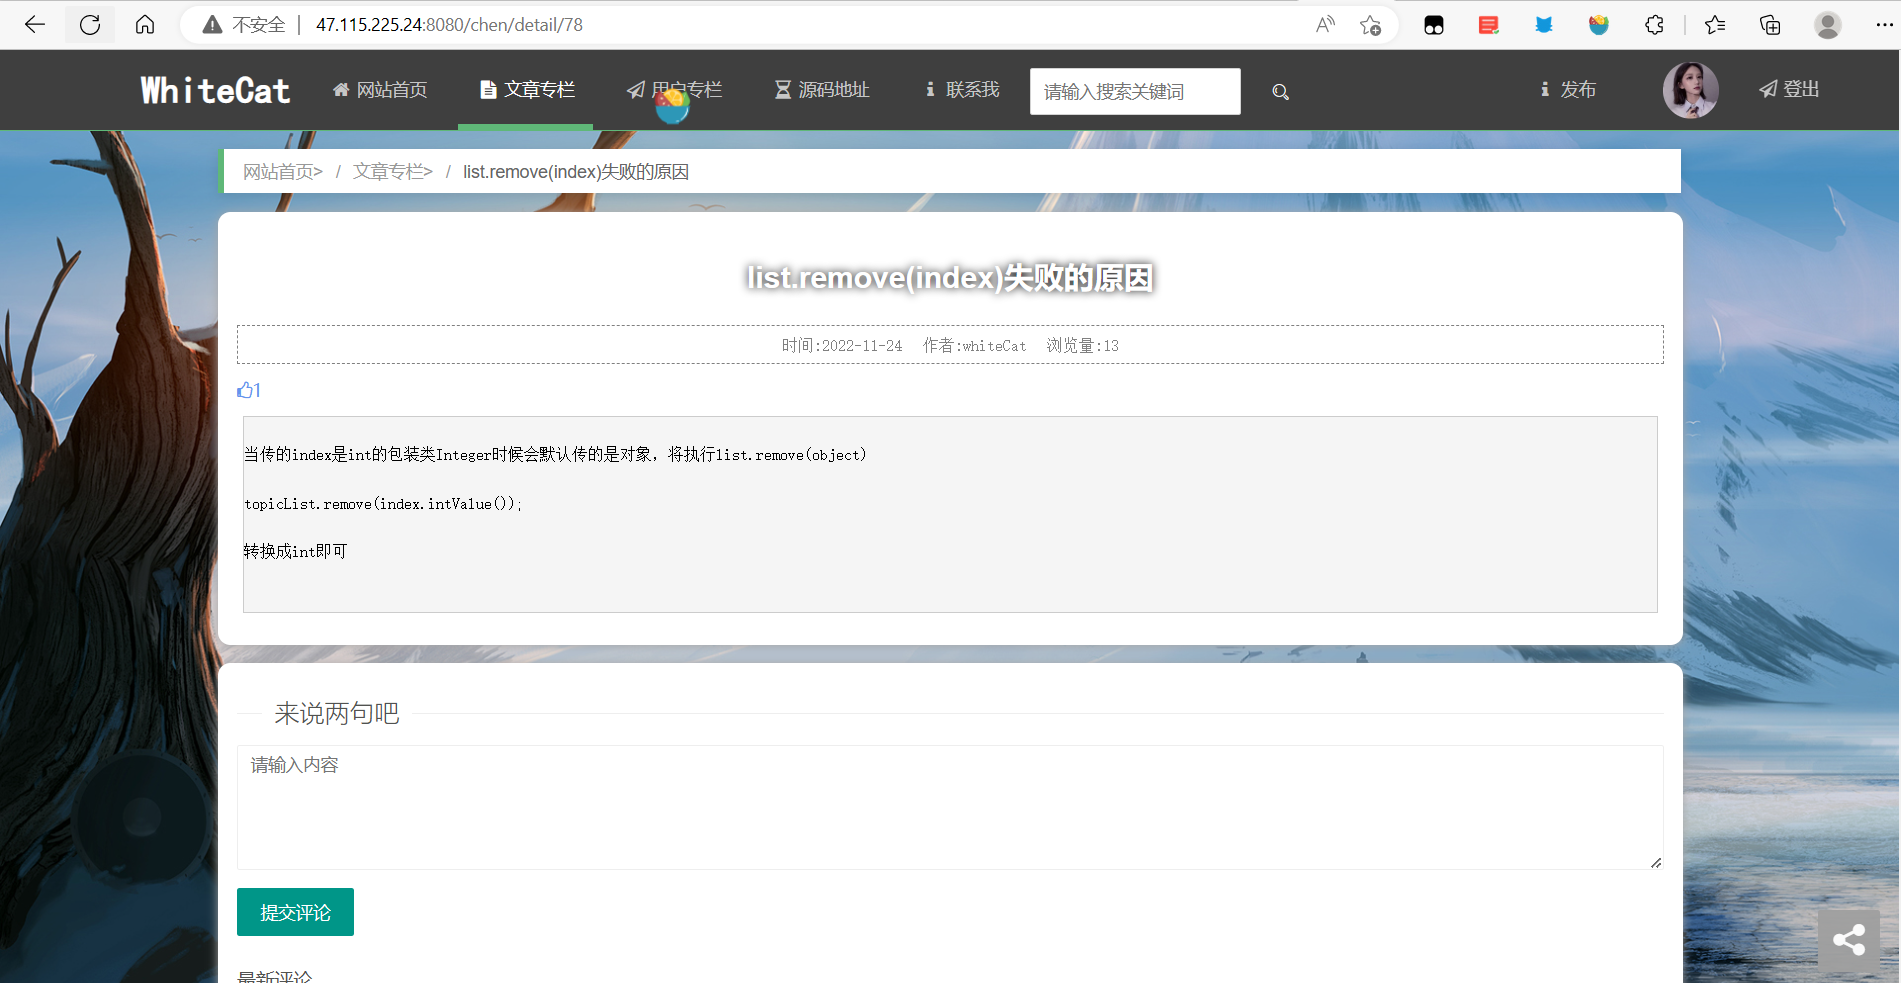 不安全 47.115.225.24:8080/chen/detail/78
WhiteCat 网站首页 文章专栏 用户专栏 源码地址 联系我 请输入搜索关键词 发布 登出
网站首页> / 文章专栏> / list.remove(index)失败的原因
list.remove(index)失败的原因
时间:2022-11-24 作者:whiteCat 浏览量:13
1
当传的index是int的包装类Integer时候会默认传的是对象，将执行list.remove(object)
topicList.remove(index.intValue());
转换成int即可
来说两句吧
请输入内容
提交评论
最新评论